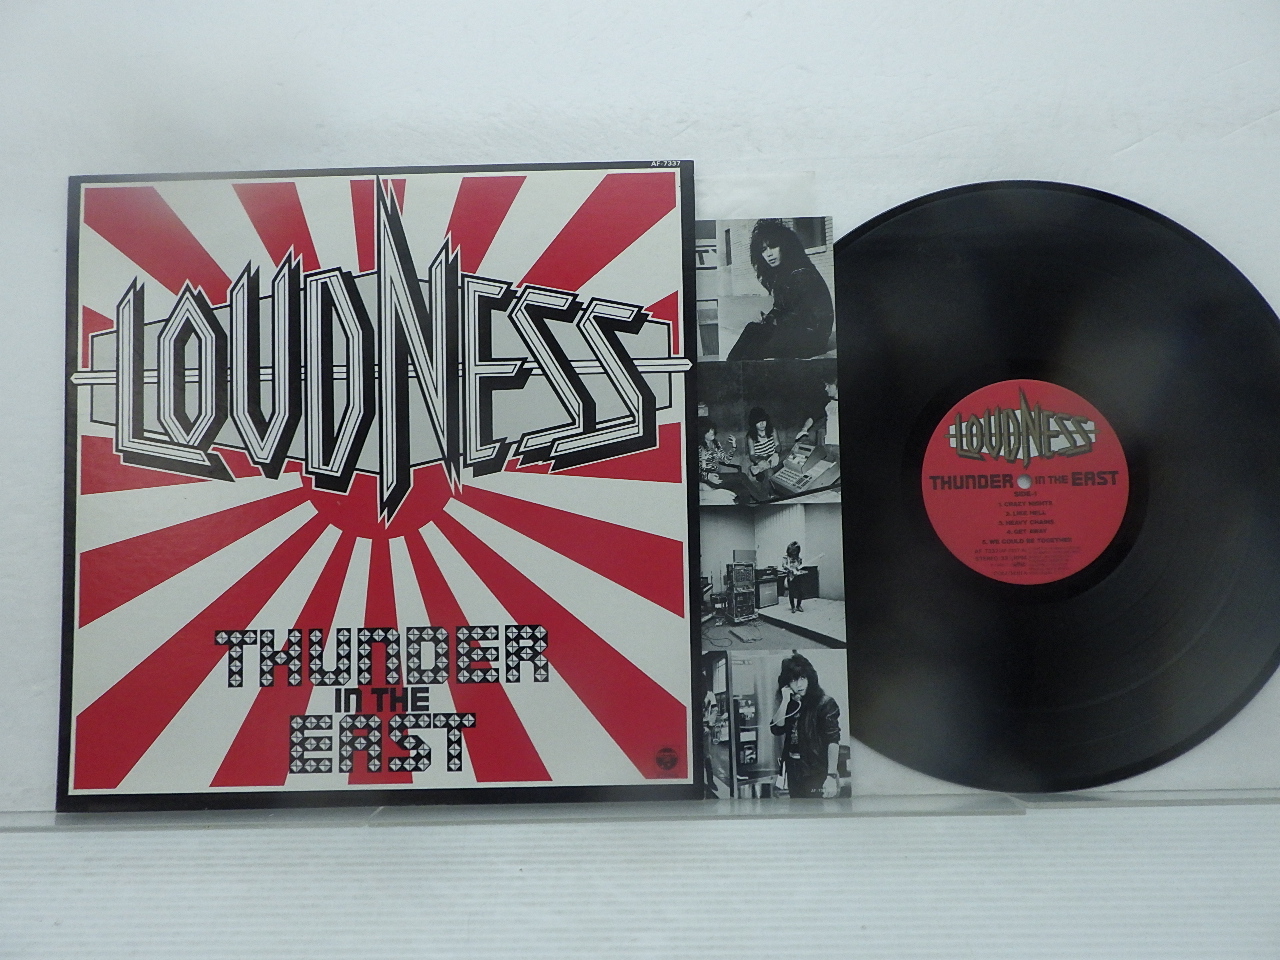 AF-7337
LOUDNESS
THUNDER
IN THE
EAST
LOUDNESS
THUNDER IN THE EAST
SIDE-1
1. CRAZY NIGHTS
2. LIKE HELL
3. HEAVY CHAINS
4. GET AWAY
5. WE COULD BE TOGETHER